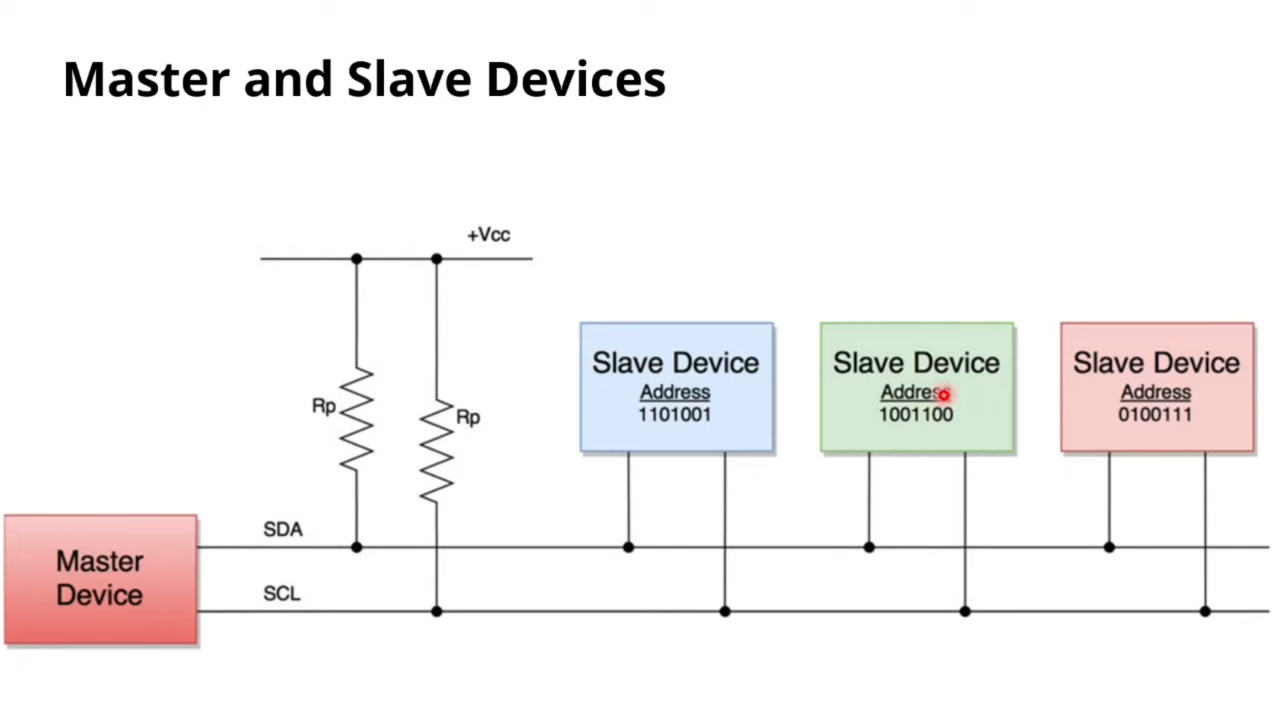 Master and Slave Devices
+Vcc
Rp
Rp
Slave Device
Address
1101001
Slave Device
Address
1001100
Slave Device
Address
0100111
SDA
SCL
Master
Device